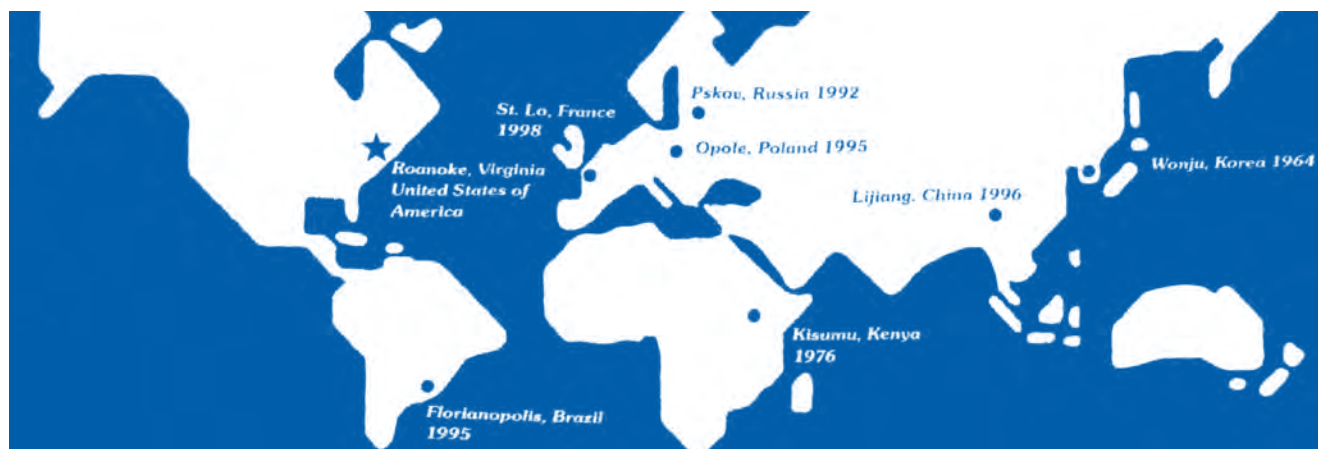 Pskov, Russia 1992
St. Lo, France
1998
Opole, Poland 1995
Roanoke, Virginia
United States of
America
Wonju, Korea 1964
Lijiang. China 1996
Kisumu, Kenya
1976
Florianopolis, Brazil
1995